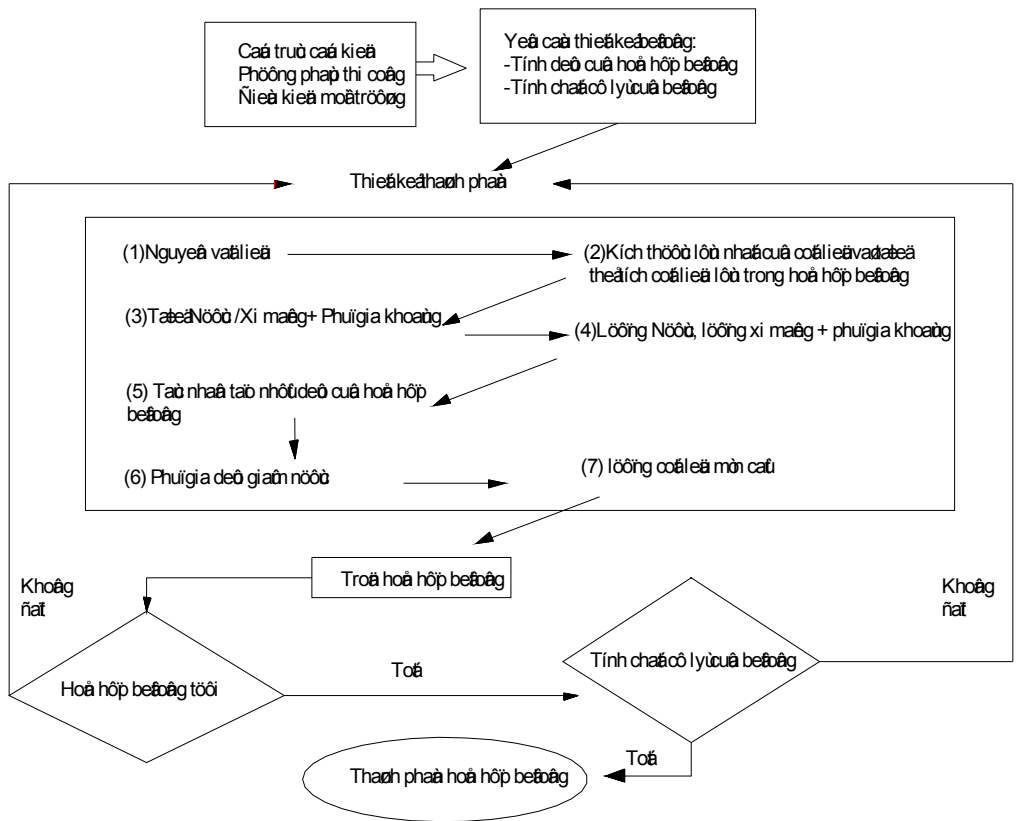 Caáu truùc caáu kieän
Phöông phaùp thi coâng
Ñieàu kieän moâi tröôøng
Yeâu caàu thieát keá beâtoâng:
-Tính deûo cuûa hoãn hôïp beâtoâng
-Tính chaát cô lyù cuûa beâtoâng
Thieát keá thaønh phaàn
(1)Nguyeân vaät lieäu
(2)Kích thöôùc lôùn nhaát cuûa coát lieäu vaø tæ leä
theå tích coát lieäu lôùn trong hoãn hôïp beâtoâng
(3)Tæ leä Nöôùc /Xi maêng+ Phuï gia khoaùng
(4)Löôïng Nöôùc, löôïng xi maêng + phuï gia khoaùng
(5) Taùc nhaân taïo nhôùt deûo cuûa hoãn hôïp
beâtoâng
(6) Phuï gia deûo giaûm nöôùc
(7) löôïng coát leäu mòn caùt
Troän hoãn hôïp beâtoâng
Khoâng
ñaït
Khoâng
ñaït
Hoãn hôïp beâtoâng töôi
Toát
Tính chaát cô lyù cuûa beâtoâng
Toát
Thaønh phaàn hoãn hôïp beâtoâng